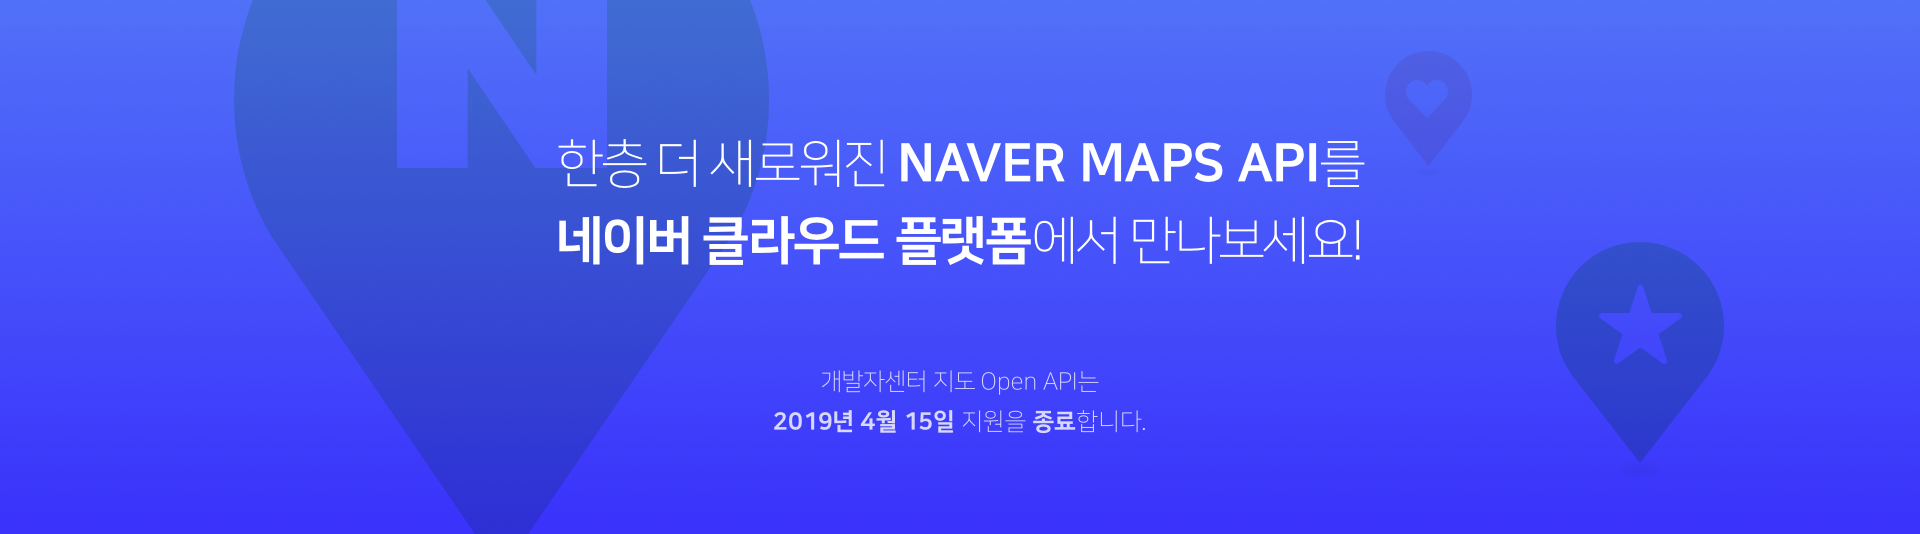 N
한층 더 새로워진 NAVER MAPS API를
네이버 클라우드 플랫폼에서 만나보세요!
개발자센터 지도 Open API는
2019년 4월 15일 지원을 종료합니다.